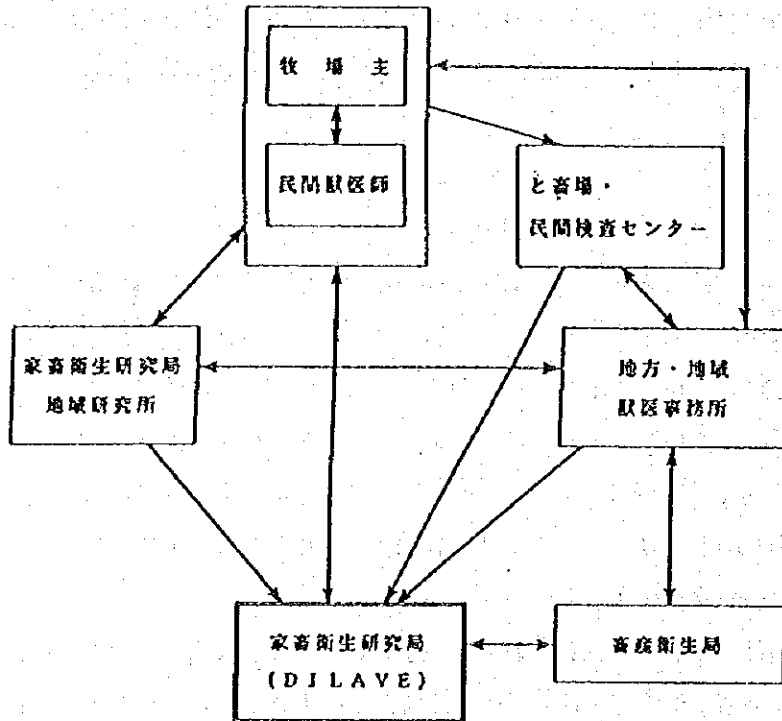 牧場主
民間獣医師
と畜場・
民間検査センター
家畜衛生研究局
地域研究所
地方・地域
獣医事務所
家畜衛生研究局
(DILAVE)
畜産衛生局